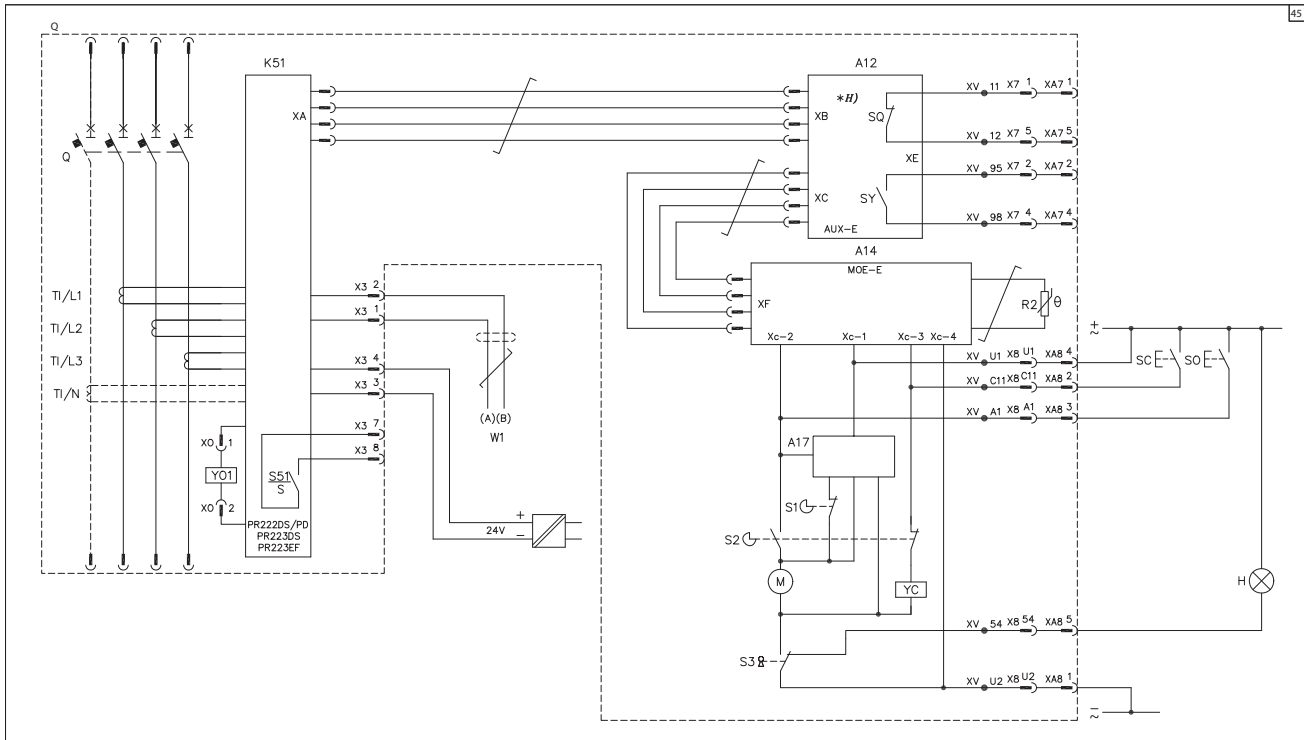 45
Q
K51
A12
XA
*H)
XB
SQ
XE
XC
SY
AUX-E
XV 11 X7 1 XA7 1
XV 12 X7 5 XA7 5
XV 95 X7 2 XA7 2
XV 98 X7 4 XA7 4
Q
A14
MOE-E
XF
R2 θ
Xc-2 Xc-1 Xc-3 Xc-4
TI/L1
TI/L2
TI/L3
TI/N
X3 2
X3 1
X3 4
X3 3
X3 7
X3 8
(A)(B)
W1
+
~
XV U1 X8 U1 XA8 4
XV C11 X8 C11 XA8 2
XV A1 X8 A1 XA8 3
SC
SO
XO 1
YO1
XO 2
S51
S
PR222DS/PD
PR223DS
PR223EF
+
24V
−
A17
S1
S2
M
YC
H
XV 54 X8 54 XA8 5
S3
XV U2 X8 U2 XA8 1
−
~